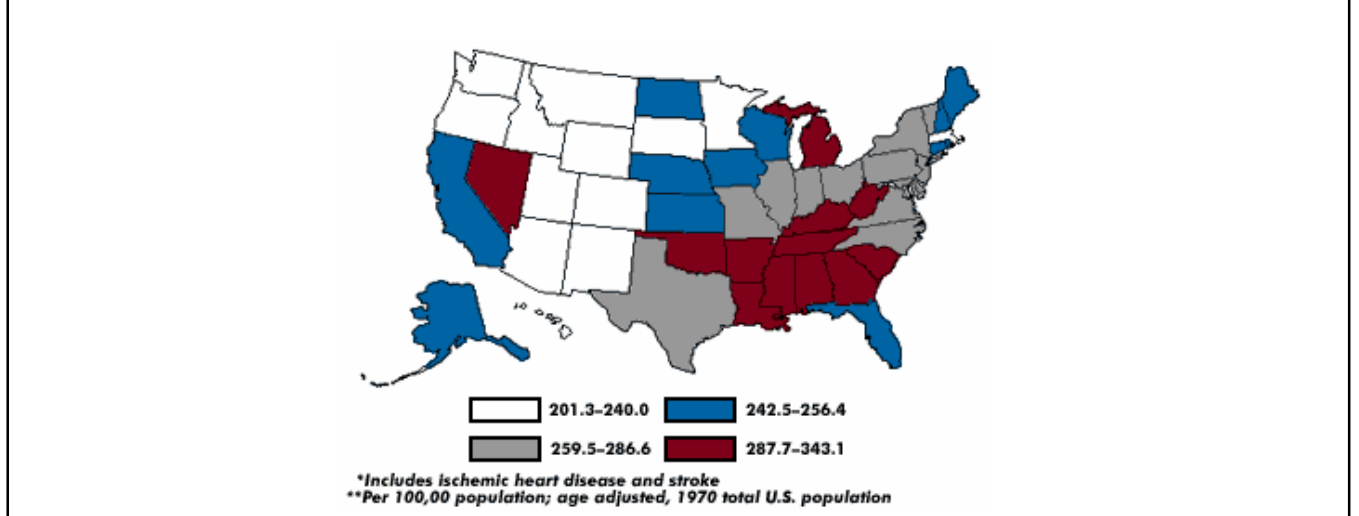 201.3–240.0 242.5–256.4
259.5–286.6 287.7–343.1
*Includes ischemic heart disease and stroke
**Per 100,00 population; age adjusted, 1970 total U.S. population